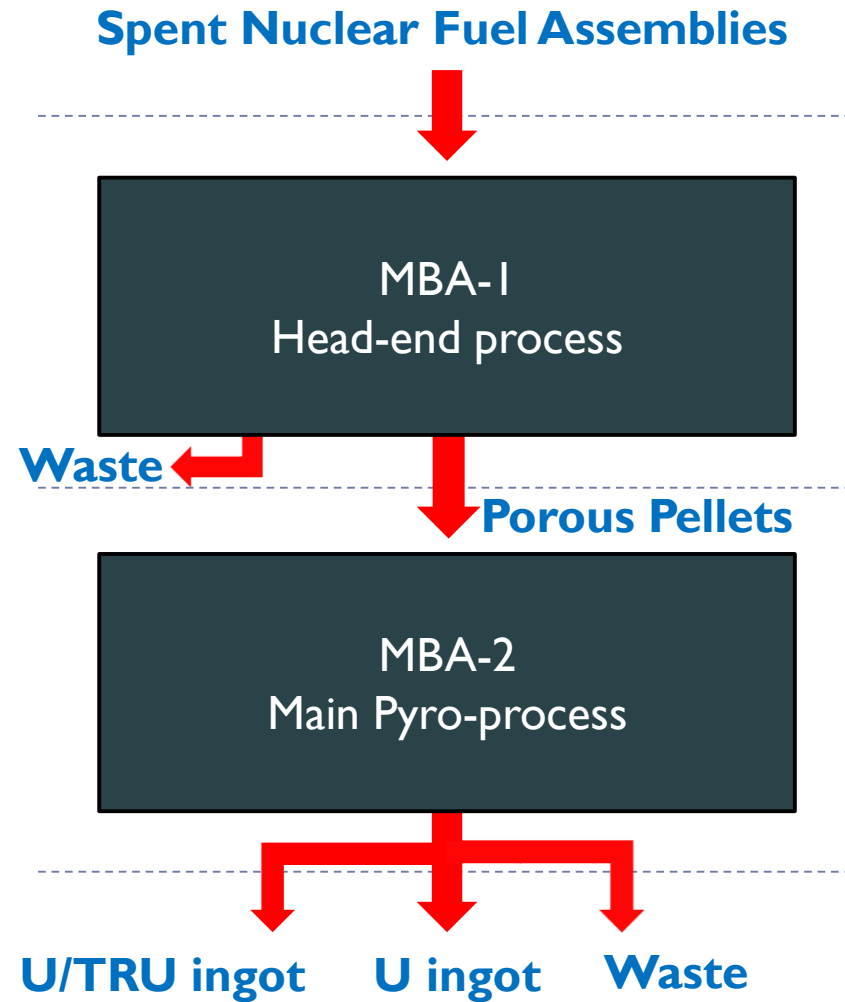 Spent Nuclear Fuel Assemblies
MBA-1
Head-end process
Waste
Porous Pellets
MBA-2
Main Pyro-process
U/TRU ingot
U ingot
Waste